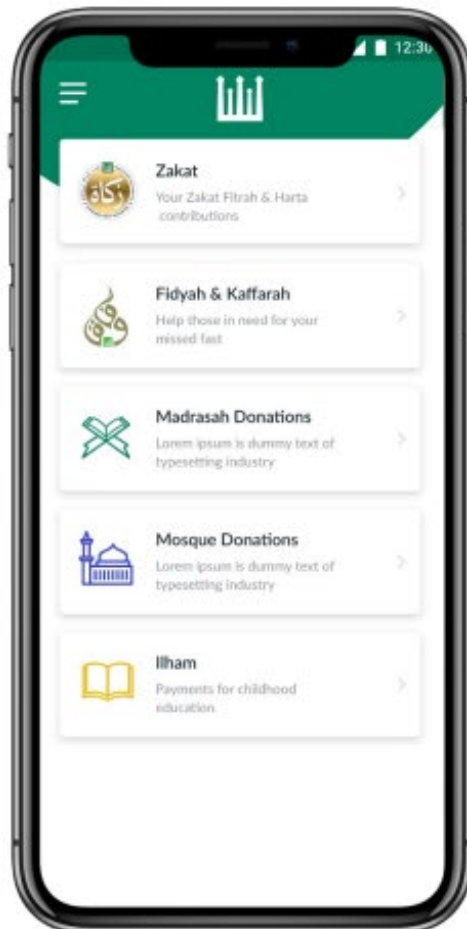 12:30
Zakat
Your Zakat Fitrah & Harta
contributions
زكاة
Fidyah & Kaffarah
Help those in need for your
missed fast
Madrasah Donations
Lorem ipsum is dummy text of
typesetting industry
Mosque Donations
Lorem ipsum is dummy text of
typesetting industry
Ilham
Payments for childhood
education